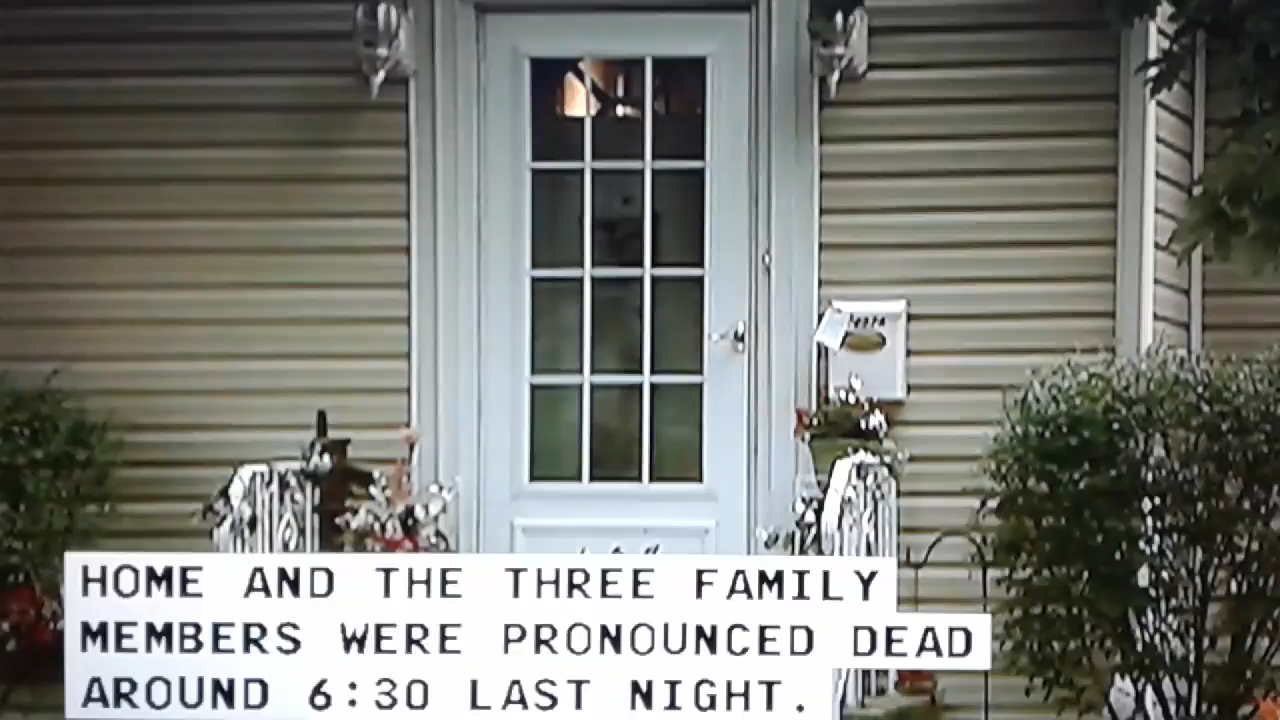 HOME AND THE THREE FAMILY
MEMBERS WERE PRONOUNCED DEAD
AROUND 6:30 LAST NIGHT.